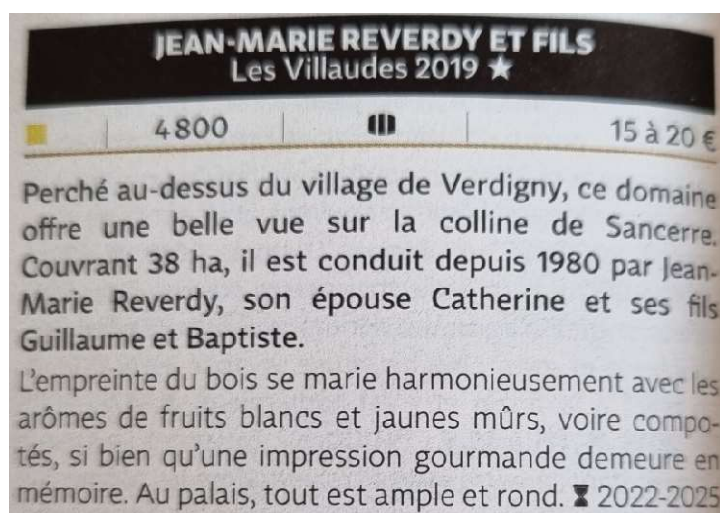 JEAN-MARIE REVERDY ET FILS
Les Villaudes 2019 ★
4800 15 à 20 €
Perché au-dessus du village de Verdigny, ce domaine
offre une belle vue sur la colline de Sancerre.
Couvrant 38 ha, il est conduit depuis 1980 par Jean-
Marie Reverdy, son épouse Catherine et ses fils
Guillaume et Baptiste.
L'empreinte du bois se marie harmonieusement avec les
arômes de fruits blancs et jaunes mûrs, voire compo-
tés, si bien qu'une impression gourmande demeure en
mémoire. Au palais, tout est ample et rond. ⧗ 2022-2025